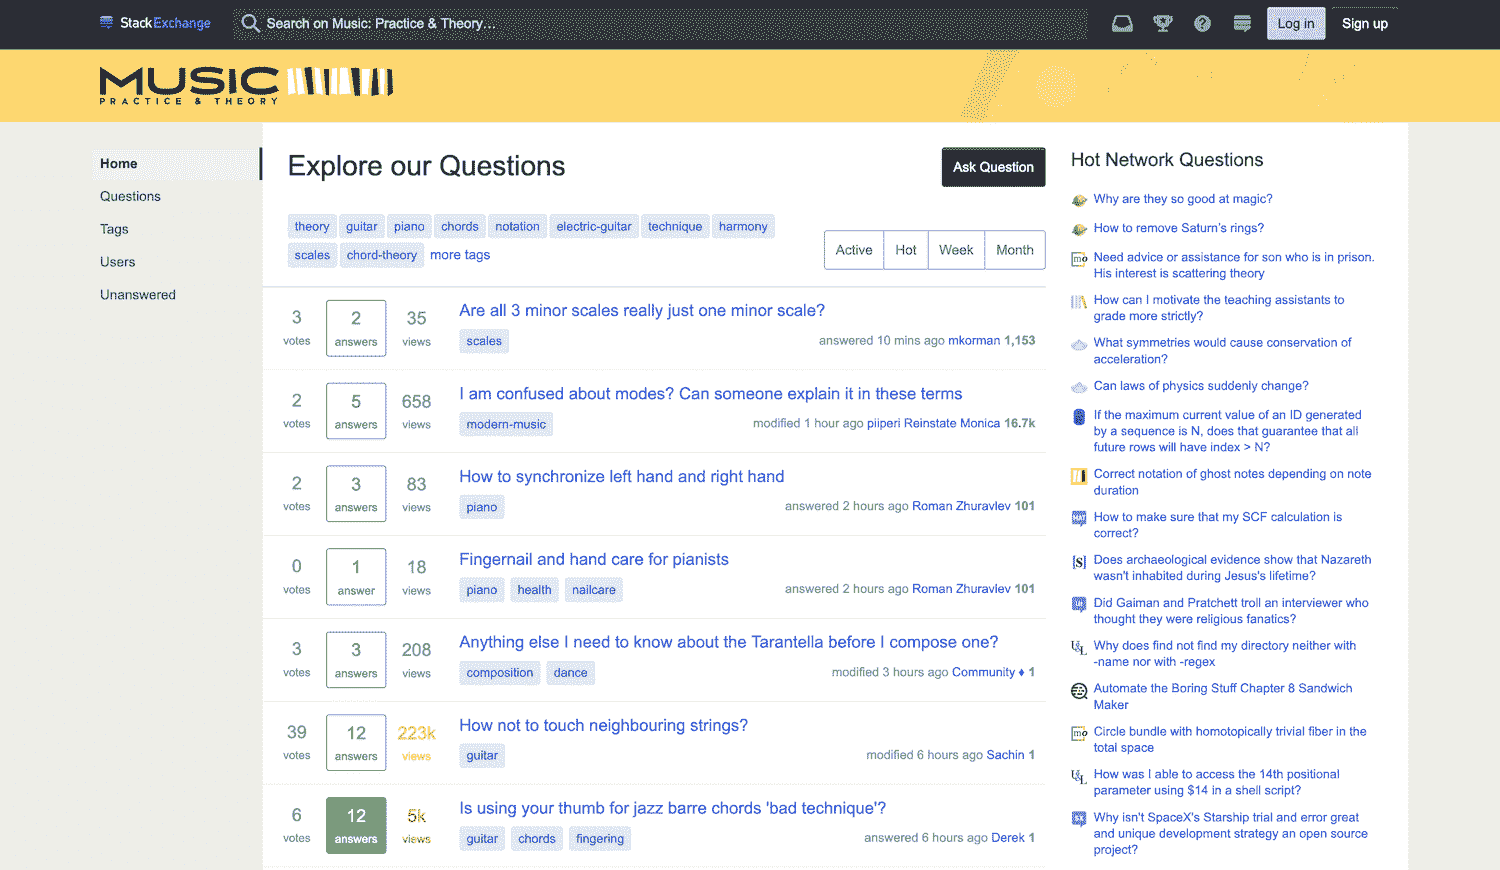 StackExchange
Search on Music: Practice & Theory...
Log in
Sign up
MUSIC
PRACTICE & THEORY
Home
Questions
Tags
Users
Unanswered
Explore our Questions
Ask Question
theory guitar piano chords notation electric-guitar technique harmony
scales chord-theory more tags
Active Hot Week Month
3 votes
2 answers
35 views
Are all 3 minor scales really just one minor scale?
scales
answered 10 mins ago mkorman 1,153
2 votes
5 answers
658 views
I am confused about modes? Can someone explain it in these terms
modern-music
modified 1 hour ago piiperi Reinstate Monica 16.7k
2 votes
3 answers
83 views
How to synchronize left hand and right hand
piano
answered 2 hours ago Roman Zhuravlev 101
0 votes
1 answer
18 views
Fingernail and hand care for pianists
piano health nailcare
answered 2 hours ago Roman Zhuravlev 101
3 votes
3 answers
208 views
Anything else I need to know about the Tarantella before I compose one?
composition dance
modified 3 hours ago Community ♦ 1
39 votes
12 answers
223k views
How not to touch neighbouring strings?
guitar
modified 6 hours ago Sachin 1
6 votes
12 answers
5k views
Is using your thumb for jazz barre chords 'bad technique'?
guitar chords fingering
answered 6 hours ago Derek 1
Hot Network Questions
Why are they so good at magic?
How to remove Saturn's rings?
Need advice or assistance for son who is in prison.
His interest is scattering theory
How can I motivate the teaching assistants to
grade more strictly?
What symmetries would cause conservation of
acceleration?
Can laws of physics suddenly change?
If the maximum current value of an ID generated
by a sequence is N, does that guarantee that all
future rows will have index > N?
Correct notation of ghost notes depending on note
duration
How to make sure that my SCF calculation is
correct?
Does archaeological evidence show that Nazareth
wasn't inhabited during Jesus's lifetime?
Did Gaiman and Pratchett troll an interviewer who
thought they were religious fanatics?
Why does find not find my directory neither with
-name nor with -regex
Automate the Boring Stuff Chapter 8 Sandwich
Maker
Circle bundle with homotopically trivial fiber in the
total space
How was I able to access the 14th positional
parameter using $14 in a shell script?
Why isn't SpaceX's Starship trial and error great
and unique development strategy an open source
project?